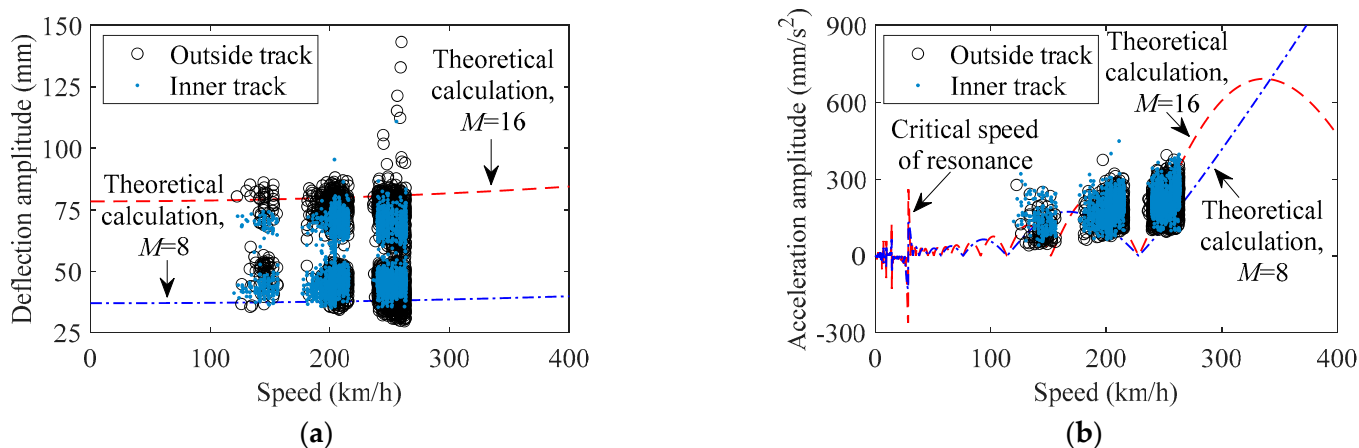 150
125
100
75
50
25
Deflection amplitude (mm)
Outside track
Inner track
Theoretical
calculation,
M=16
Theoretical
calculation,
M=8
0
100
200
300
400
Speed (km/h)
(a)
900
600
300
0
-300
Acceleration amplitude (mm/s²)
Outside track
Inner track
Theoretical
calculation,
M=16
Critical speed
of resonance
Theoretical
calculation,
M=8
0
100
200
300
400
Speed (km/h)
(b)